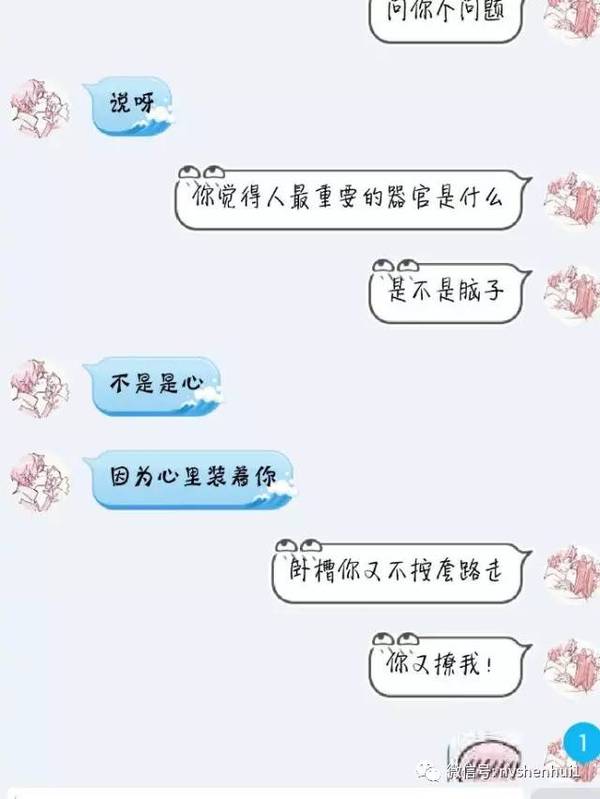 问你个问题
说呀
你觉得人最重要的器官是什么
是不是脑子
不是是心
因为心里装着你
卧槽你又不按套路走
你又撩我！
1
微信号: nvshenhui1